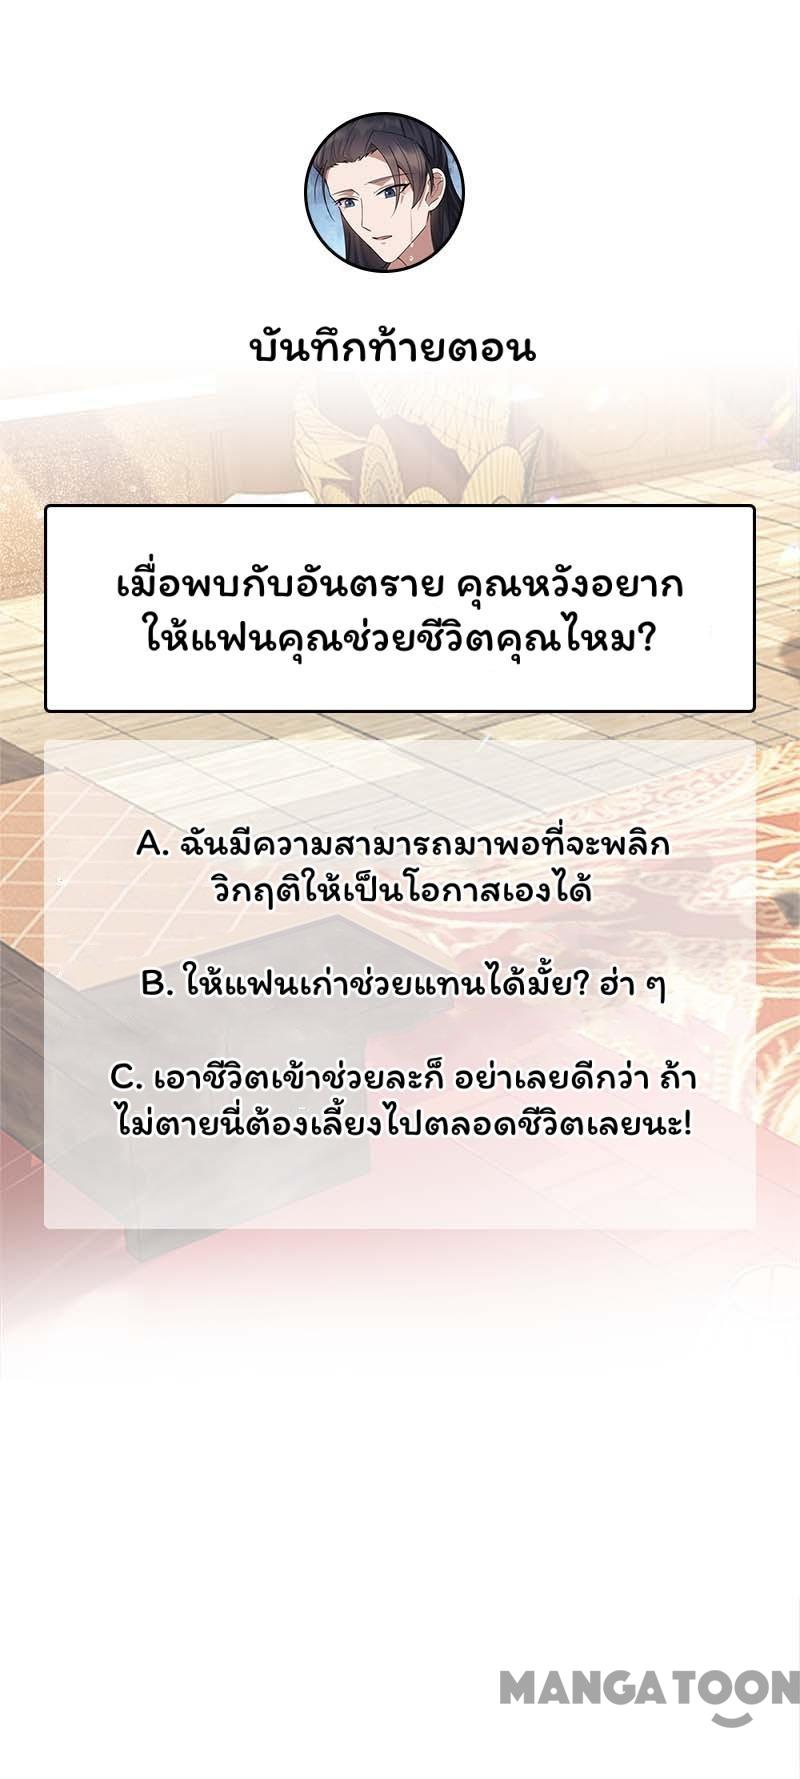 บันทึกท้ายตอน
เมื่อพบกับอันตราย คุณหวังอยาก
ให้แฟนคุณช่วยชีวิตคุณไหม?
A. ฉันมีความสามารถมาพอที่จะพลิก
วิกฤติให้เป็นโอกาสเองได้
B. ให้แฟนเก่าช่วยแทนได้มั้ย? ฮ่า ๆ
C. เอาชีวิตเข้าช่วยละก็ อย่าเลยดีกว่า ถ้า
ไม่ตายนี่ต้องเลี้ยงไปตลอดชีวิตเลยนะ!
MANGATOON